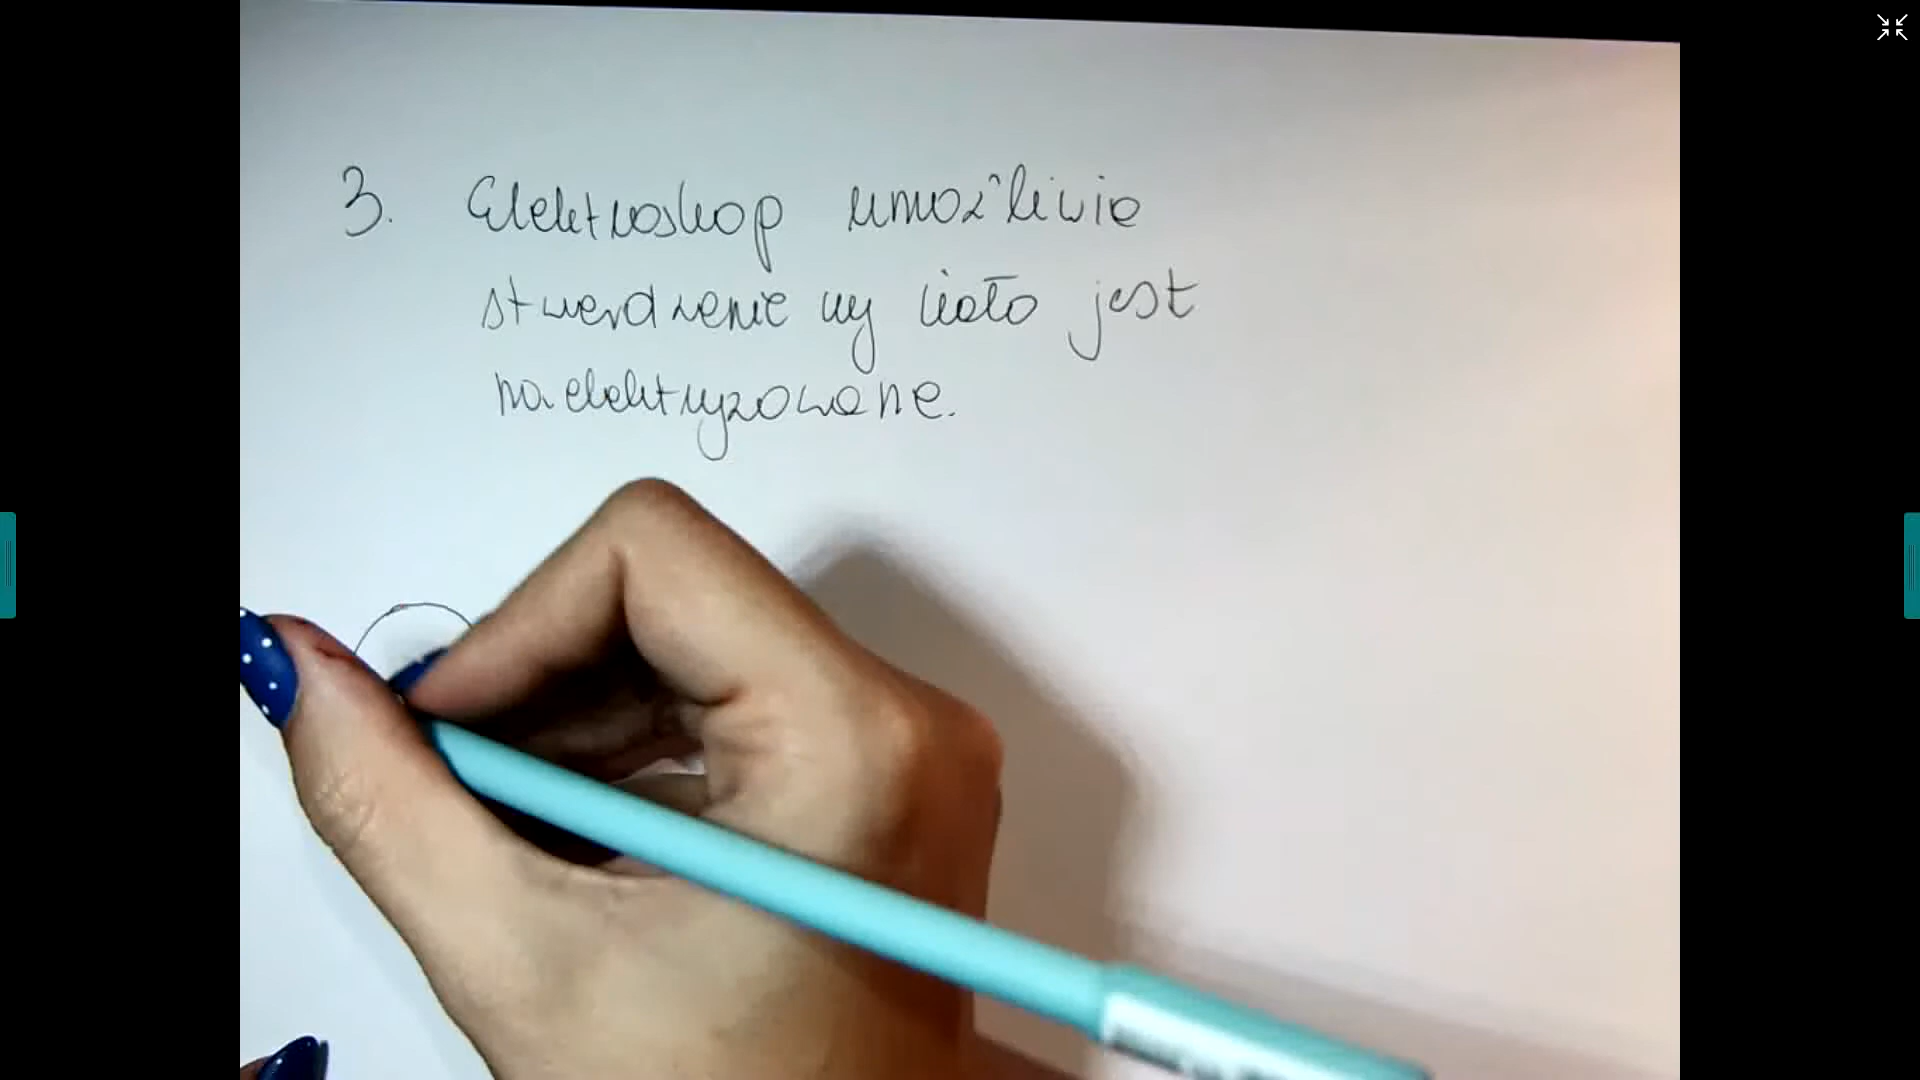 3. Elektroskop umożliwia
stwierdzenie czy ciało jest
naelektryzowane.